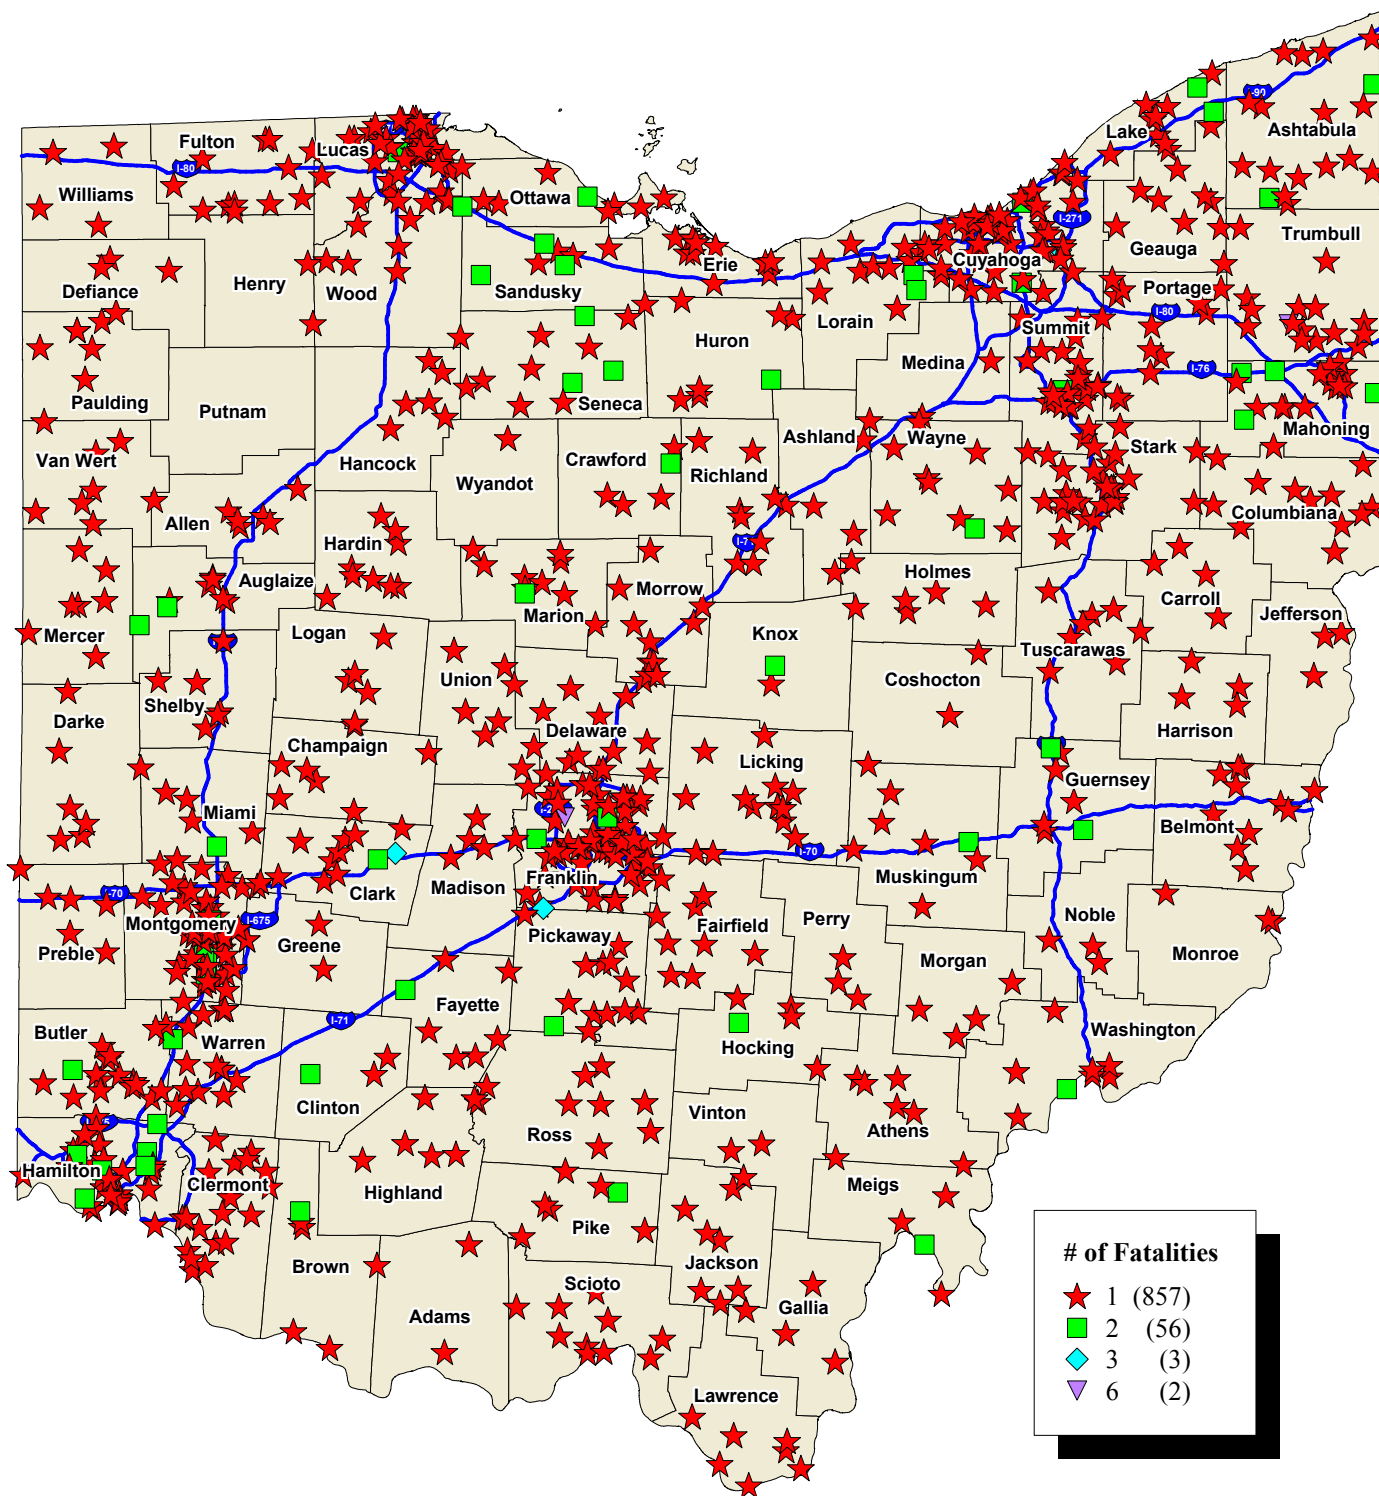 I-90
Lake
Ashtabula
Fulton
Lucas
I-80
Williams
Ottawa
I-271
Geauga
Trumbull
Cuyahoga
Erie
Henry
Wood
Sandusky
Defiance
Portage
I-80
Lorain
Summit
Huron
Medina
I-76
Paulding
Putnam
Seneca
Mahoning
Ashland
Wayne
Stark
Van Wert
Hancock
Crawford
Richland
Wyandot
Columbiana
Allen
Hardin
I-7
Auglaize
Holmes
Morrow
Carroll
Marion
Jefferson
Logan
Knox
Mercer
Tuscarawas
Union
Coshocton
Shelby
Darke
Delaware
Harrison
Champaign
Licking
Guernsey
Miami
I-2
Belmont
I-70
Franklin
Muskingum
Clark
Madison
I-70
Montgomery
I-675
Noble
Perry
Fairfield
Pickaway
Greene
Preble
Monroe
Morgan
Fayette
I-71
Butler
Warren
Washington
Hocking
Clinton
Vinton
Ross
Athens
Hamilton
Clermont
Meigs
Highland
Pike
Jackson
Brown
Scioto
Gallia
Adams
Lawrence
# of Fatalities
1 (857)
2 (56)
3 (3)
6 (2)